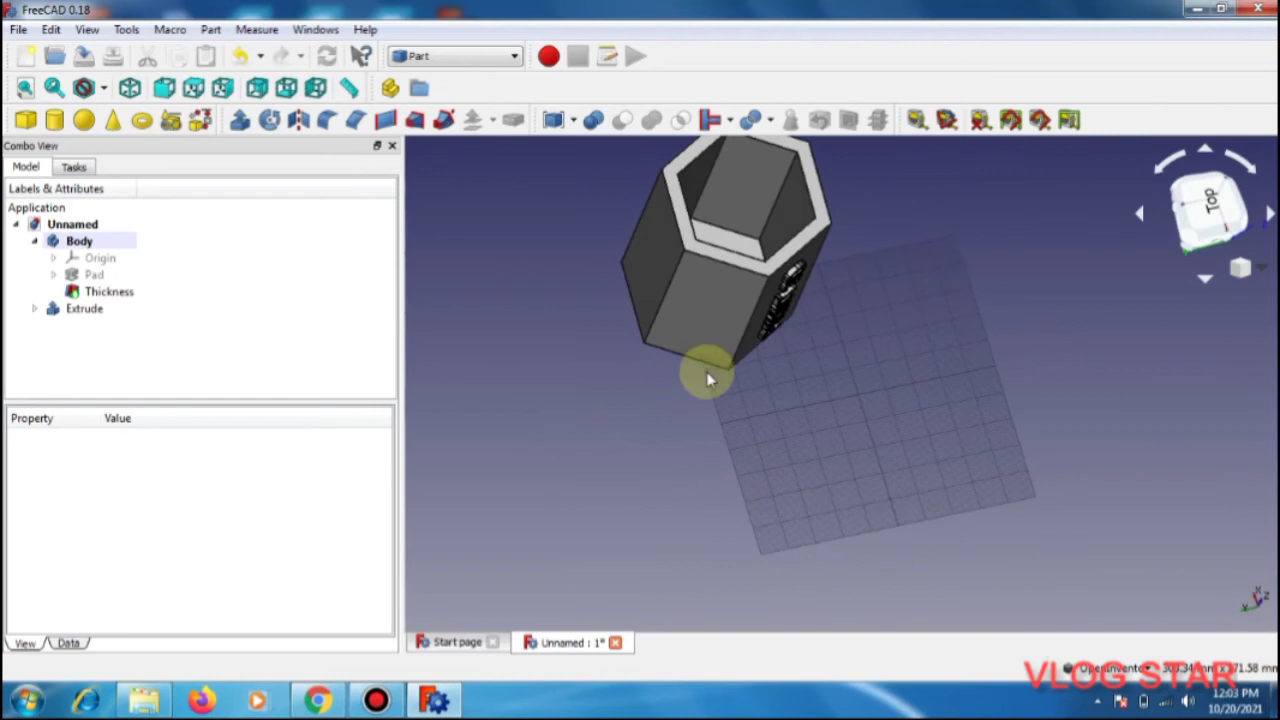 FreeCAD 0.18
File Edit View Tools Macro Part Measure Windows Help
Part
Combo View
Model Tasks
Labels & Attributes
Application
Unnamed
Body
Origin
Pad
Thickness
Extrude
Top
Property Value
View Data
Start page Unnamed : 1*
VLOG STAR
12:03 PM
10/20/2021